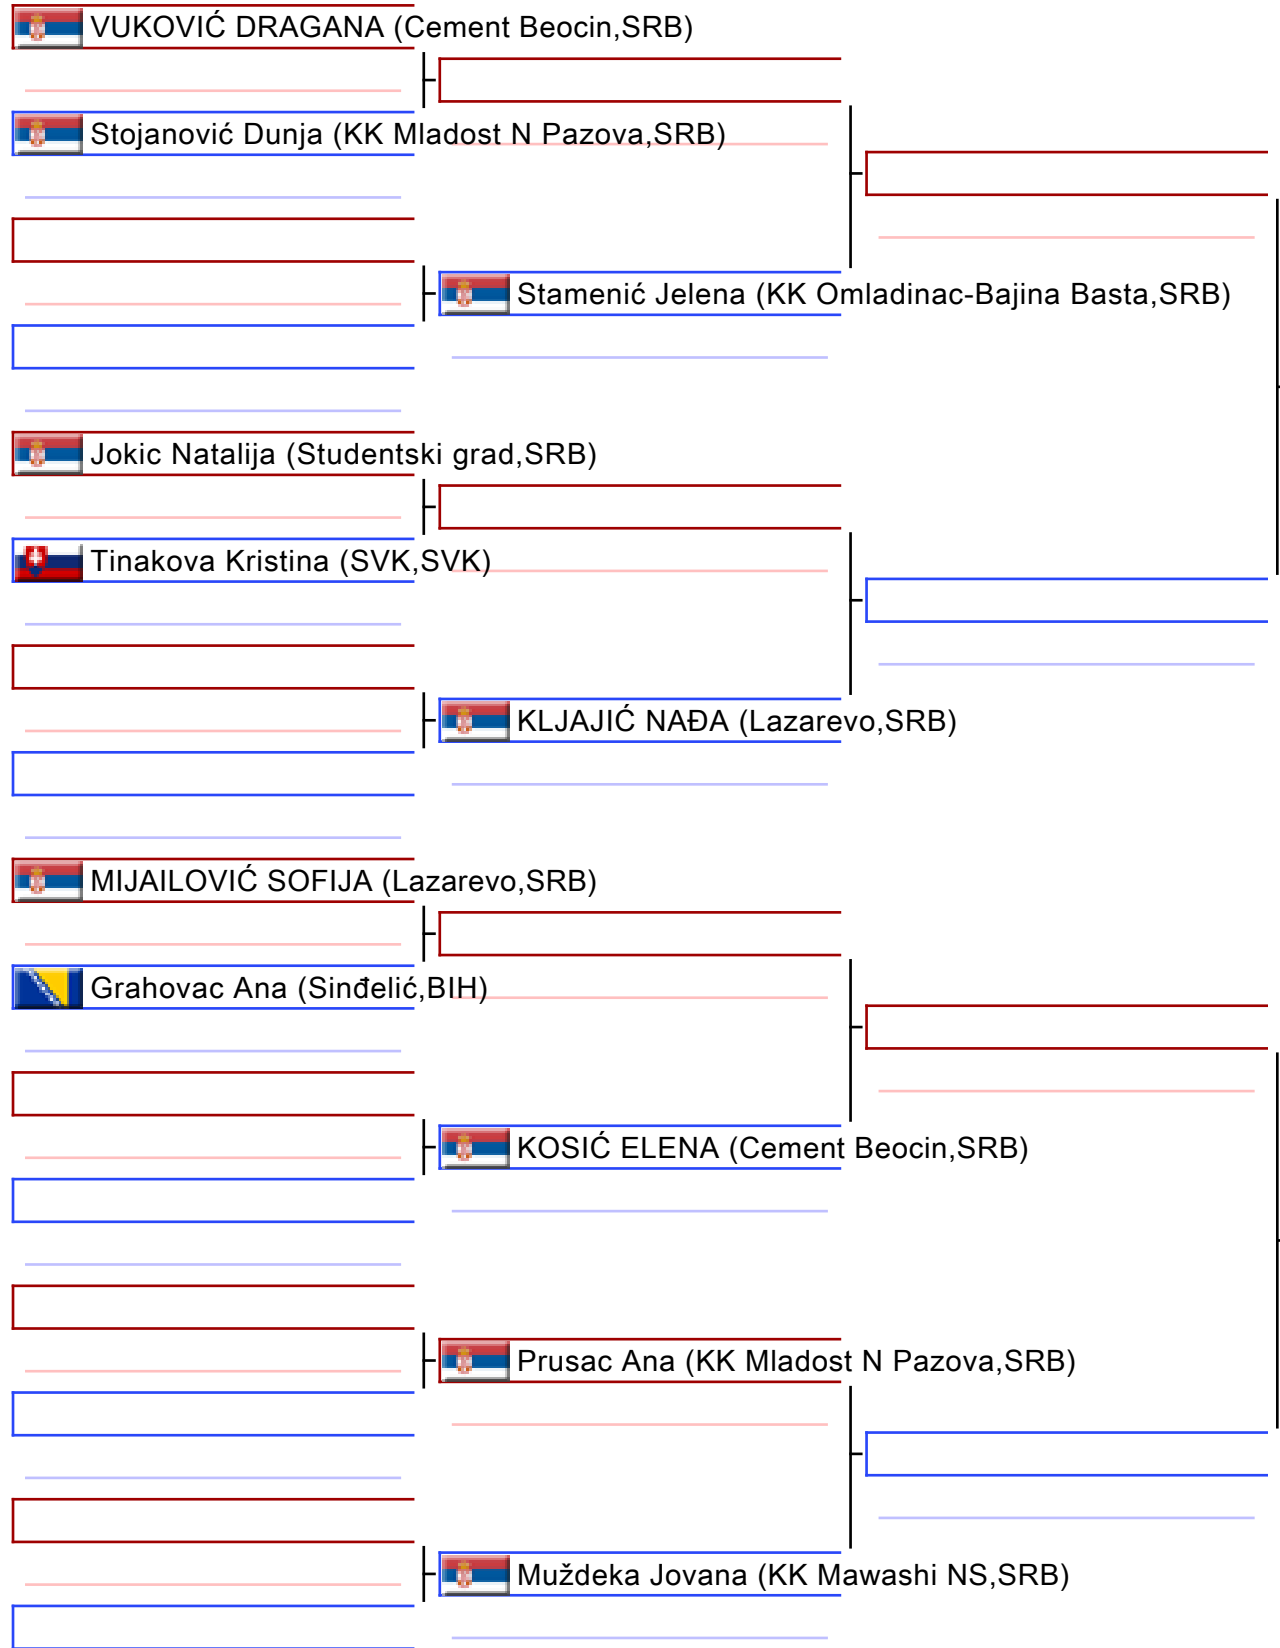 VUKOVIĆ DRAGANA (Cement Beocin,SRB)
Stojanović Dunja (KK Mladost N Pazova,SRB)
Stamenić Jelena (KK Omladinac-Bajina Basta,SRB)
Jokic Natalija (Studentski grad,SRB)
Tinakova Kristina (SVK,SVK)
KLJAJIĆ NAĐA (Lazarevo,SRB)
MIJAILOVIĆ SOFIJA (Lazarevo,SRB)
Grahovac Ana (Sinđelić,BIH)
KOSIĆ ELENA (Cement Beocin,SRB)
Prusac Ana (KK Mladost N Pazova,SRB)
Muždeka Jovana (KK Mawashi NS,SRB)